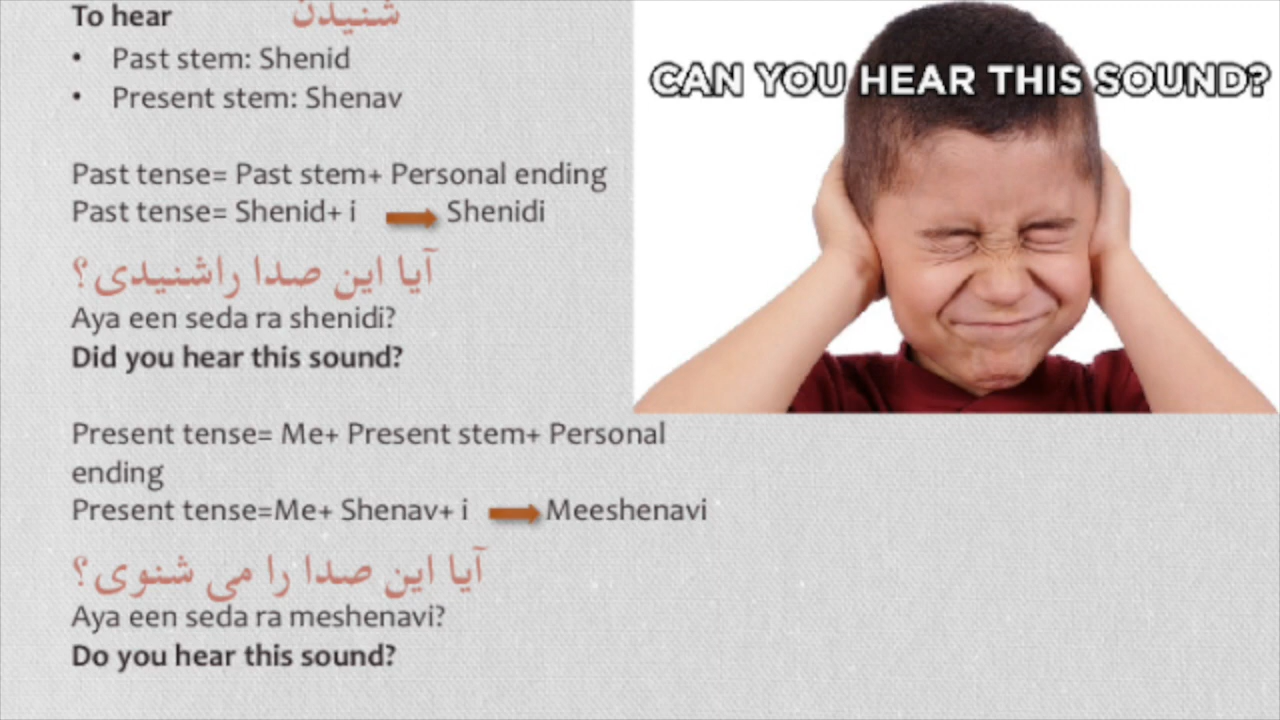 To hear شنیدن
• Past stem: Shenid
• Present stem: Shenav
Past tense= Past stem+ Personal ending
Past tense= Shenid+ i Shenidi
آیا این صدا راشنیدی؟
Aya een seda ra shenidi?
Did you hear this sound?
Present tense= Me+ Present stem+ Personal
ending
Present tense=Me+ Shenav+ i Meeshenavi
آیا این صدا را می شنوی؟
Aya een seda ra meshenavi?
Do you hear this sound?
CAN YOU HEAR THIS SOUND?